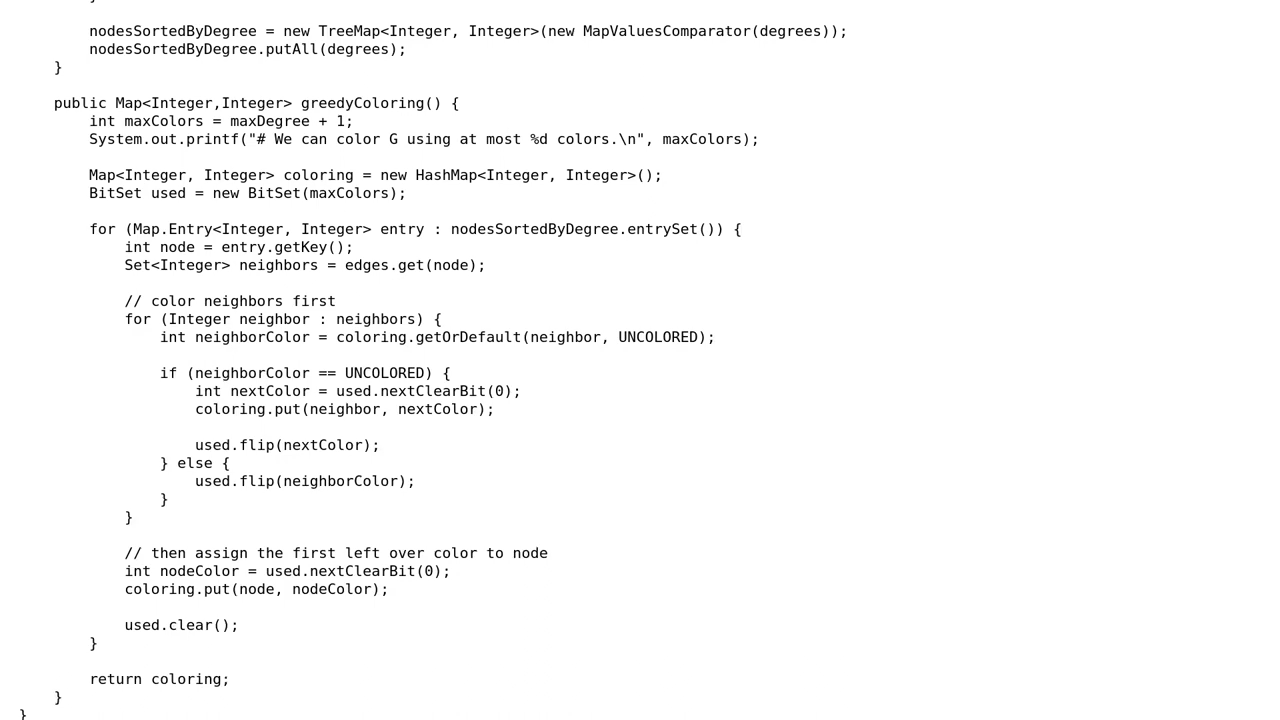 }
nodesSortedByDegree = new TreeMap<Integer, Integer>(new MapValuesComparator(degrees));
nodesSortedByDegree.putAll(degrees);
}
public Map<Integer,Integer> greedyColoring() {
int maxColors = maxDegree + 1;
System.out.printf("# We can color G using at most %d colors.\n", maxColors);
Map<Integer, Integer> coloring = new HashMap<Integer, Integer>();
BitSet used = new BitSet(maxColors);
for (Map.Entry<Integer, Integer> entry : nodesSortedByDegree.entrySet()) {
int node = entry.getKey();
Set<Integer> neighbors = edges.get(node);
// color neighbors first
for (Integer neighbor : neighbors) {
int neighborColor = coloring.getOrDefault(neighbor, UNCOLORED);
if (neighborColor == UNCOLORED) {
int nextColor = used.nextClearBit(0);
coloring.put(neighbor, nextColor);
used.flip(nextColor);
} else {
used.flip(neighborColor);
}
}
// then assign the first left over color to node
int nodeColor = used.nextClearBit(0);
coloring.put(node, nodeColor);
used.clear();
}
return coloring;
}
}